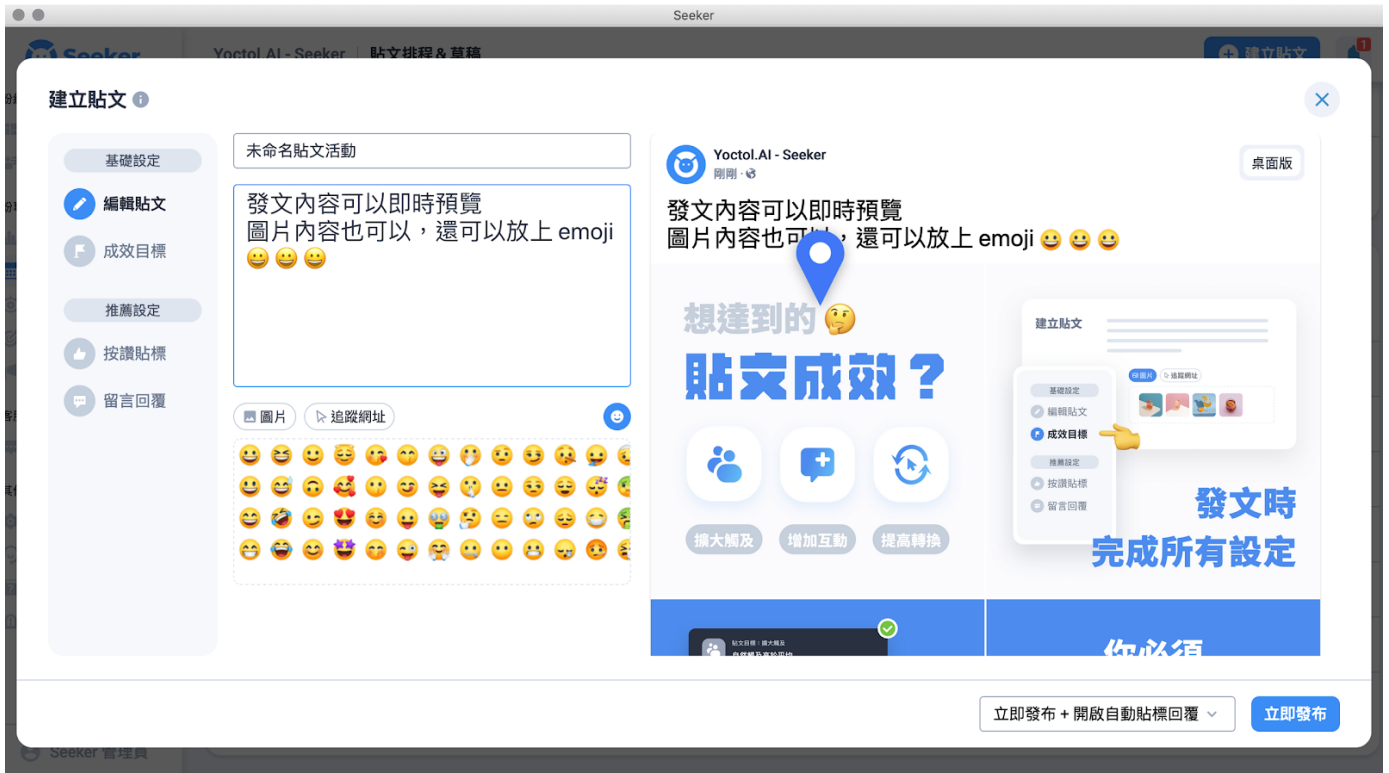 Seeker
Seeker
Yoctol.AI - Seeker
貼文排程 & 草稿
建立貼文
1
建立貼文
基礎設定
編輯貼文
成效目標
推薦設定
按讚貼標
留言回覆
未命名貼文活動
發文內容可以即時預覽
圖片內容也可以，還可以放上 emoji
😀 😀 😀
圖片
追蹤網址
Yoctol.AI - Seeker
剛剛
桌面版
發文內容可以即時預覽
圖片內容也可以，還可以放上 emoji 😀 😀 😀
想達到的🤔
貼文成效？
擴大觸及
增加互動
提高轉換
建立貼文
圖片
追蹤網址
基礎設定
編輯貼文
成效目標
推薦設定
按讚貼標
留言回覆
發文時
完成所有設定
貼文目標：擴大觸及
你必須
立即發布 + 開啟自動貼標回覆
立即發布
Seeker 管理員